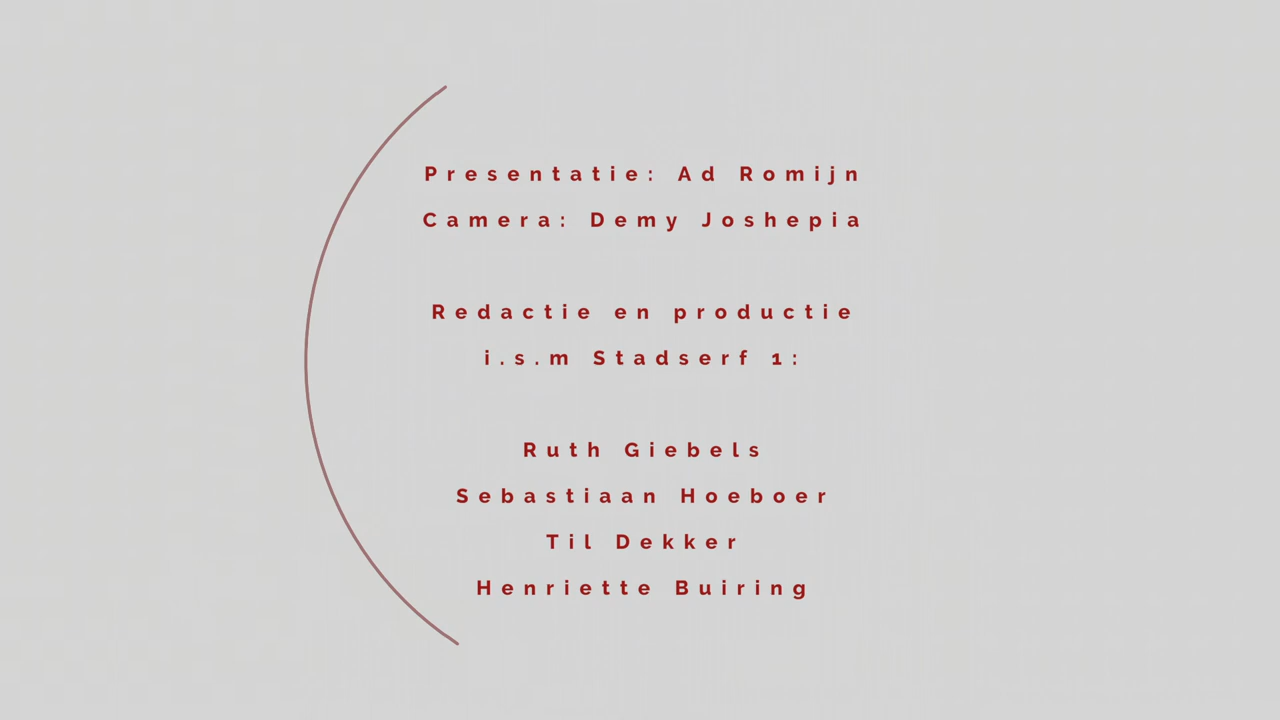 Presentatie: Ad Romijn
Camera: Demy Joshepia
Redactie en productie
i.s.m Stadserf 1:
Ruth Giebels
Sebastiaan Hoeboer
Til Dekker
Henriette Buiring